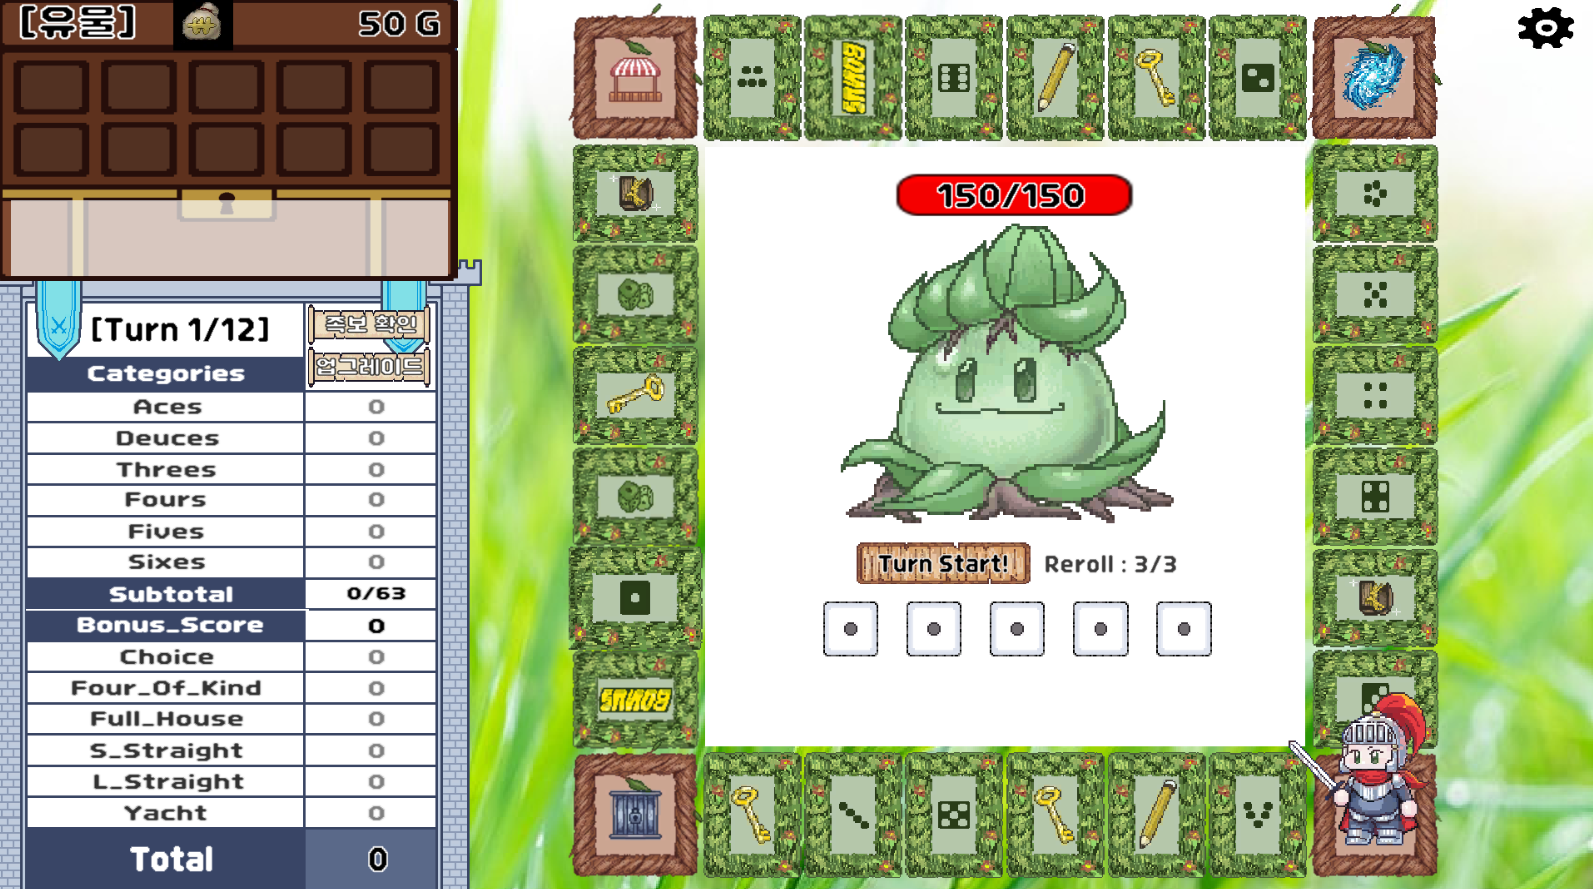 [유물]
50 G
[Turn 1/12]
족보 확인
업그레이드
Categories
Aces 0
Deuces 0
Threes 0
Fours 0
Fives 0
Sixes 0
Subtotal 0/63
Bonus_Score 0
Choice 0
Four_Of_Kind 0
Full_House 0
S_Straight 0
L_Straight 0
Yacht 0
Total 0
BONUS
150/150
Turn Start!
Reroll : 3/3
BONUS